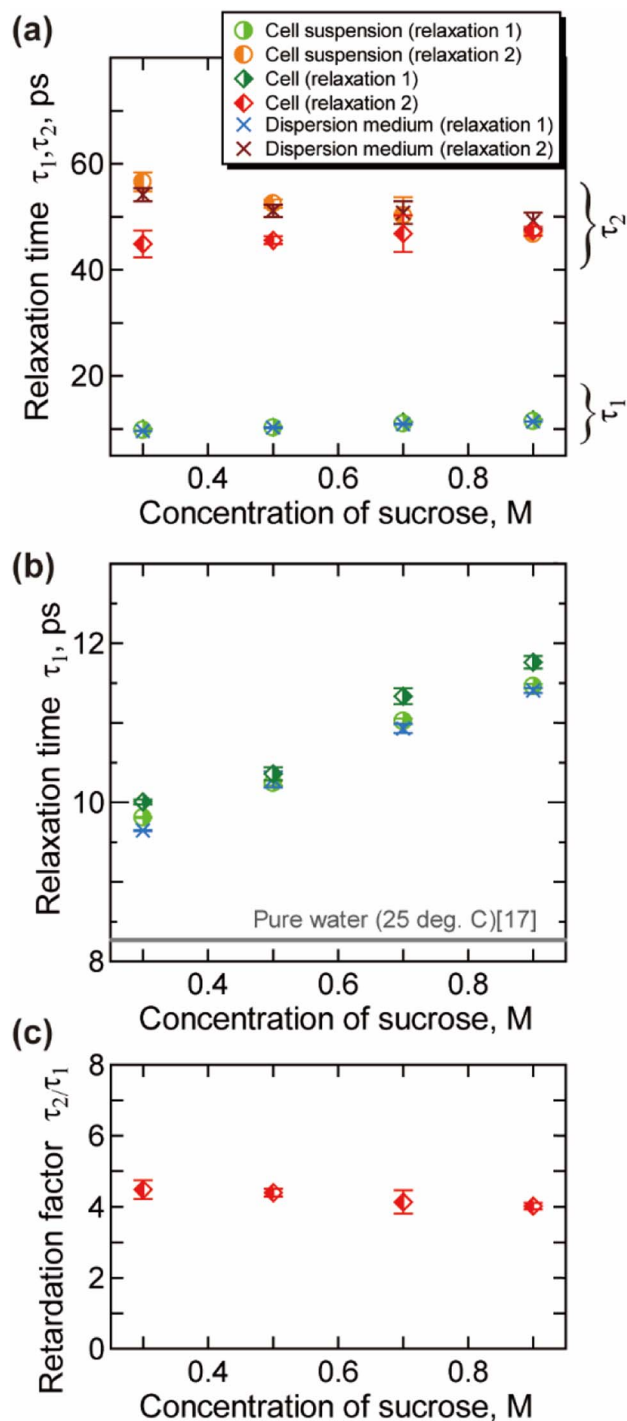 (a)
Cell suspension (relaxation 1)
Cell suspension (relaxation 2)
Cell (relaxation 1)
Cell (relaxation 2)
Dispersion medium (relaxation 1)
Dispersion medium (relaxation 2)
Relaxation time τ₁,τ₂, ps
60
40
20
τ₂
τ₁
0.4
0.6
0.8
Concentration of sucrose, M
(b)
Relaxation time τ₁, ps
12
10
8
Pure water (25 deg. C)[17]
0.4
0.6
0.8
Concentration of sucrose, M
(c)
Retardation factor τ₂/τ₁
8
6
4
2
0
0.4
0.6
0.8
Concentration of sucrose, M